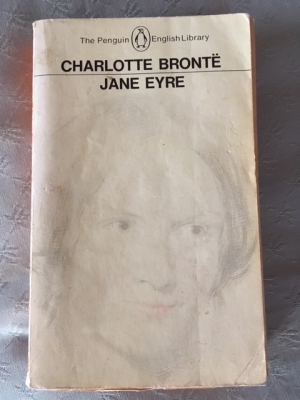 The Penguin English Library
CHARLOTTE BRONTË
JANE EYRE